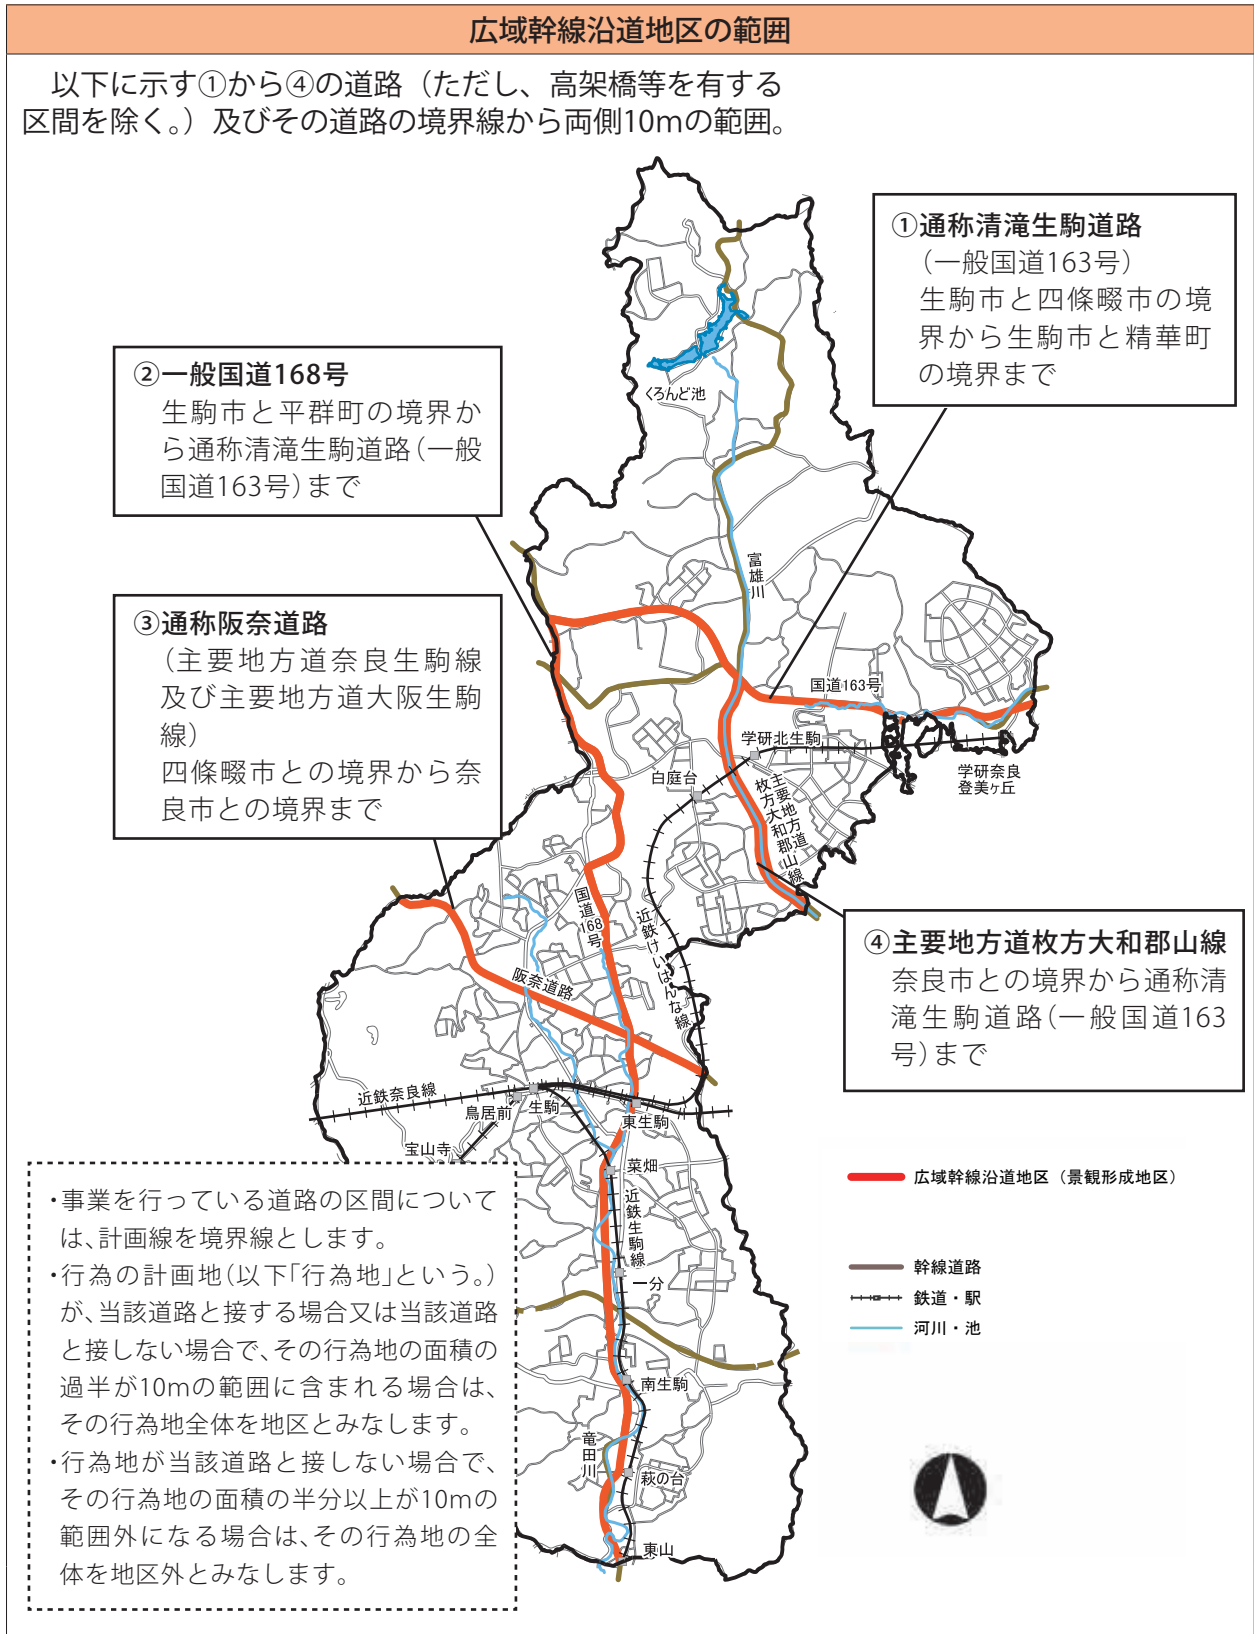 広域幹線沿道地区の範囲
以下に示す①から④の道路（ただし、高架橋等を有する
区間を除く。）及びその道路の境界線から両側10mの範囲。
①通称清滝生駒道路
（一般国道163号）
生駒市と四條畷市の境
界から生駒市と精華町
の境界まで
②一般国道168号
生駒市と平群町の境界か
ら通称清滝生駒道路（一般
国道163号）まで
③通称阪奈道路
（主要地方道奈良生駒線
及び主要地方道大阪生駒
線）
四條畷市との境界から奈
良市との境界まで
④主要地方道枚方大和郡山線
奈良市との境界から通称清
滝生駒道路（一般国道163
号）まで
くろんど池
富雄川
国道163号
学研北生駒
白庭台
学研奈良
登美ヶ丘
主要地方道
枚方大和郡山線
国道168号
近鉄けいはんな線
阪奈道路
近鉄奈良線
鳥居前
生駒
東生駒
宝山寺
菜畑
近鉄生駒線
一分
南生駒
竜田川
萩の台
東山
広域幹線沿道地区（景観形成地区）
幹線道路
鉄道・駅
河川・池
・事業を行っている道路の区間について
は、計画線を境界線とします。
・行為の計画地（以下「行為地」という。）
が、当該道路と接する場合又は当該道路
と接しない場合で、その行為地の面積の
過半が10mの範囲に含まれる場合は、
その行為地全体を地区とみなします。
・行為地が当該道路と接しない場合で、
その行為地の面積の半分以上が10mの
範囲外になる場合は、その行為地の全
体を地区外とみなします。